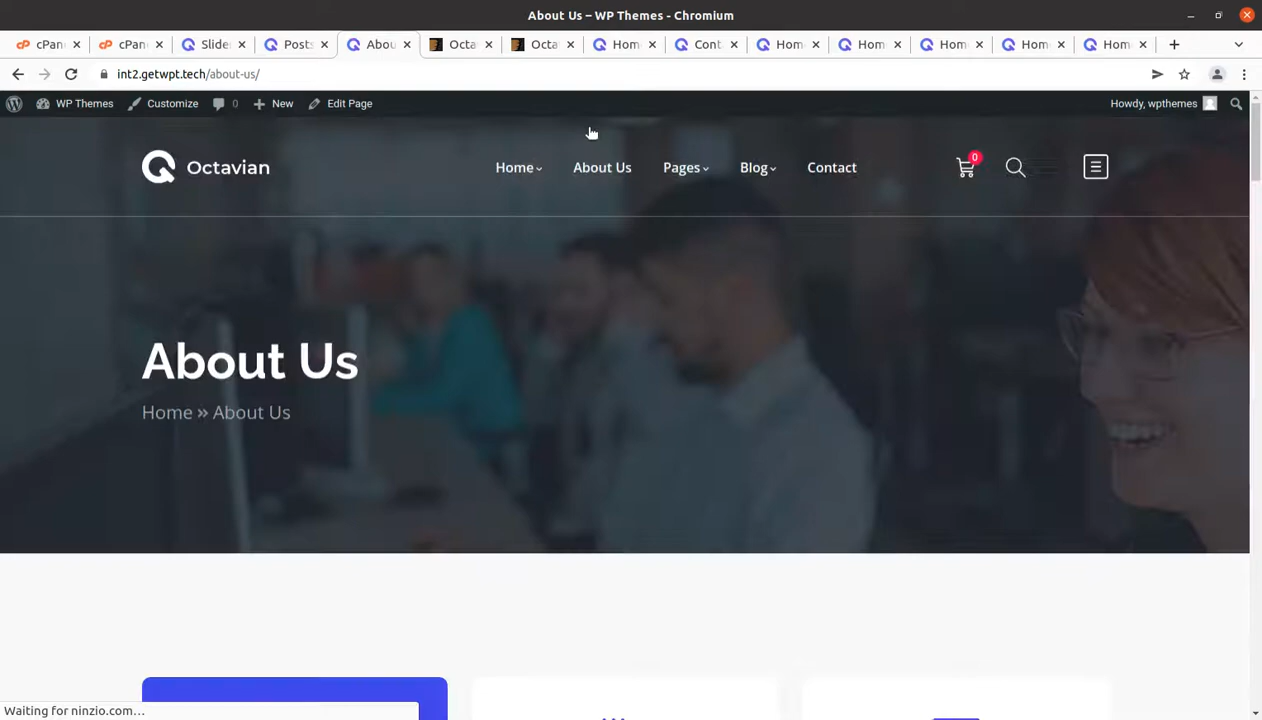 About Us – WP Themes - Chromium
cPan
cPan
Slider
Posts
Abou
Octa
Octa
Hom
Cont
Hom
Hom
Hom
Hom
Hom
int2.getwpt.tech/about-us/
WP Themes
Customize
0
New
Edit Page
Howdy, wpthemes
Octavian
Home
About Us
Pages
Blog
Contact
0
About Us
Home » About Us
Waiting for ninzio.com...